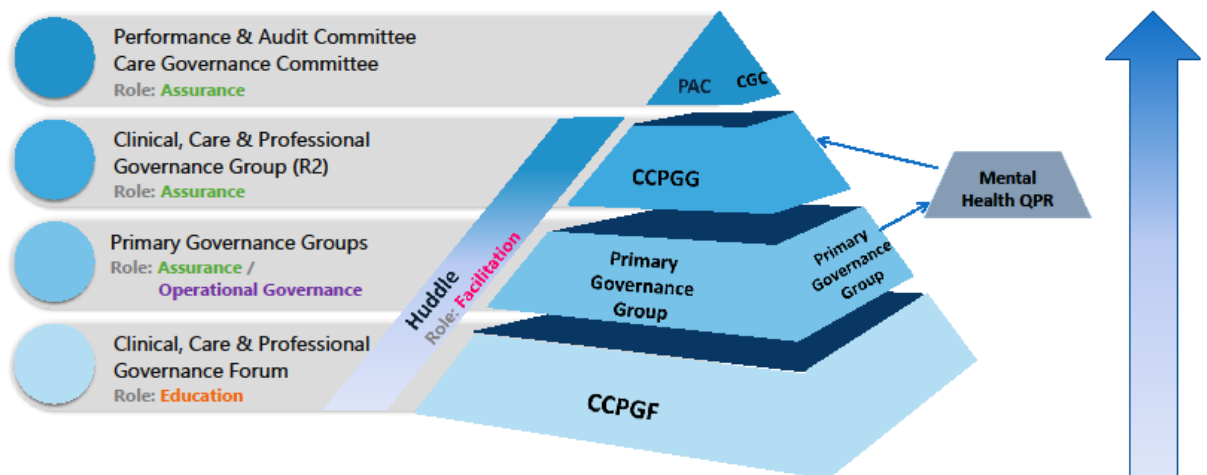 Performance & Audit Committee
Care Governance Committee
Role: Assurance
Clinical, Care & Professional
Governance Group (R2)
Role: Assurance
Primary Governance Groups
Role: Assurance /
Operational Governance
Clinical, Care & Professional
Governance Forum
Role: Education
Huddle
Role: Facilitation
PAC
CGC
CCPGG
Primary
Governance
Group
Primary
Governance
Group
CCPGF
Mental
Health QPR